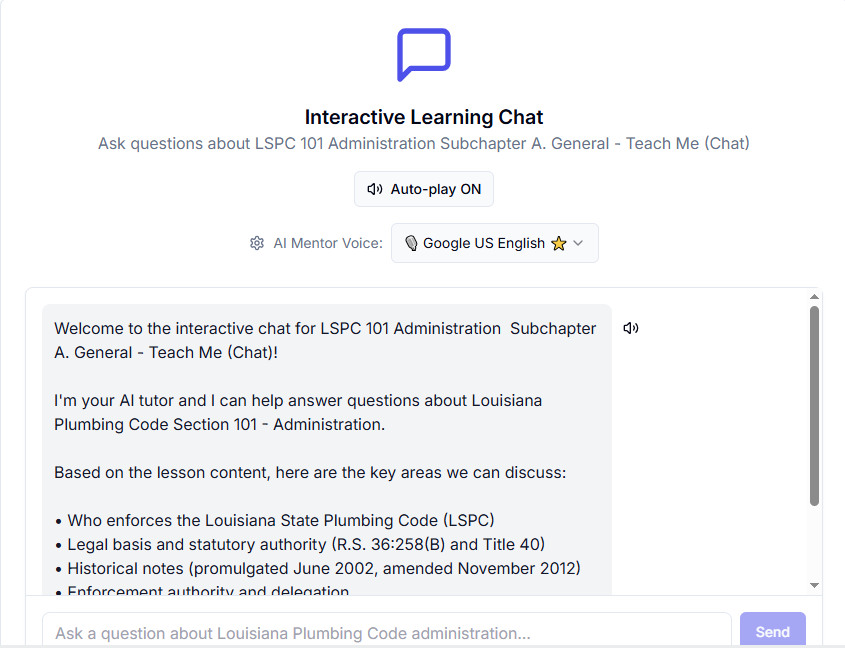 Interactive Learning Chat
Ask questions about LSPC 101 Administration Subchapter A. General - Teach Me (Chat)
Auto-play ON
AI Mentor Voice:
Google US English
Welcome to the interactive chat for LSPC 101 Administration  Subchapter
A. General - Teach Me (Chat)!
I'm your AI tutor and I can help answer questions about Louisiana
Plumbing Code Section 101 - Administration.
Based on the lesson content, here are the key areas we can discuss:
• Who enforces the Louisiana State Plumbing Code (LSPC)
• Legal basis and statutory authority (R.S. 36:258(B) and Title 40)
• Historical notes (promulgated June 2002, amended November 2012)
• Enforcement authority and delegation
Ask a question about Louisiana Plumbing Code administration...
Send